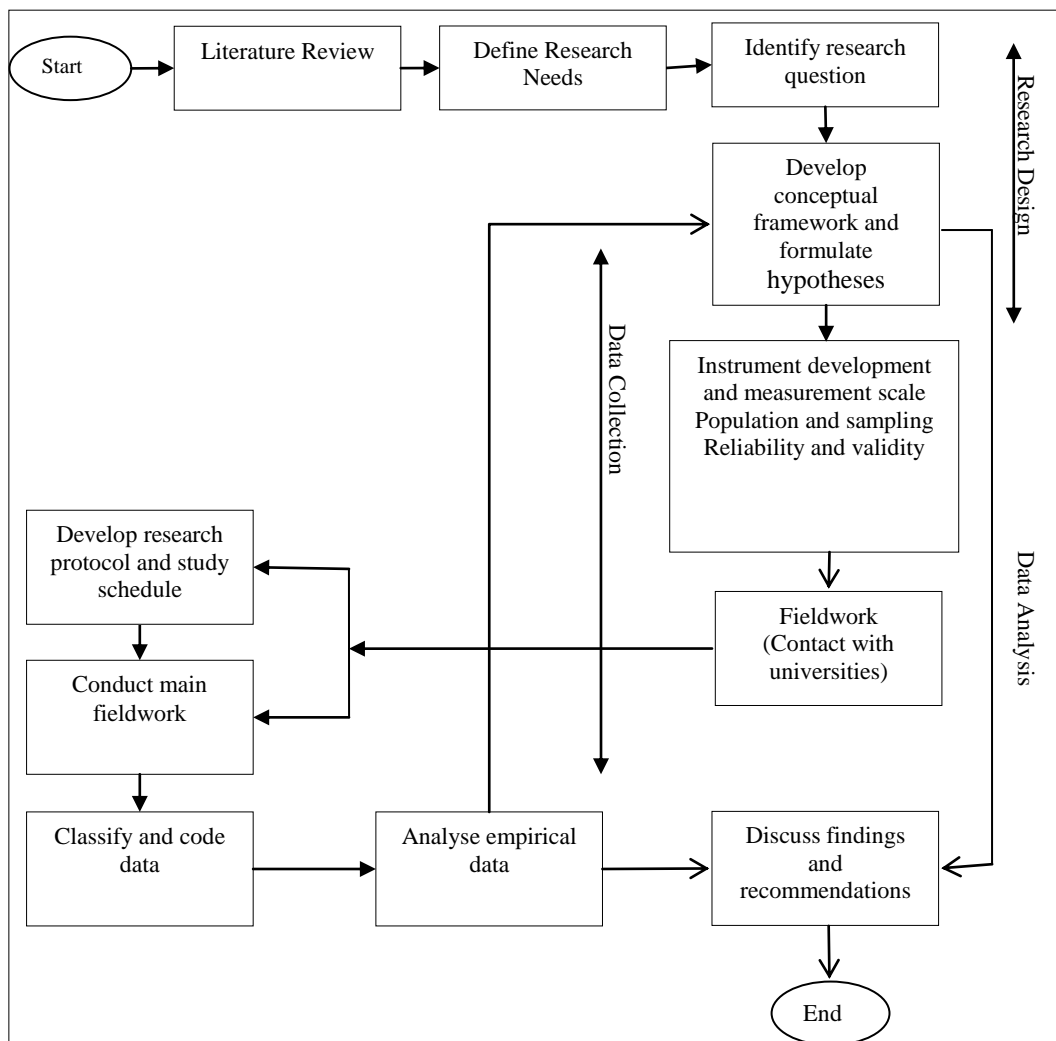 Start
Literature Review
Define Research
Needs
Identify research
question
Research Design
Develop
conceptual
framework and
formulate
hypotheses
Data Collection
Instrument development
and measurement scale
Population and sampling
Reliability and validity
Data Analysis
Develop research
protocol and study
schedule
Fieldwork
(Contact with
universities)
Conduct main
fieldwork
Classify and code
data
Analyse empirical
data
Discuss findings
and
recommendations
End